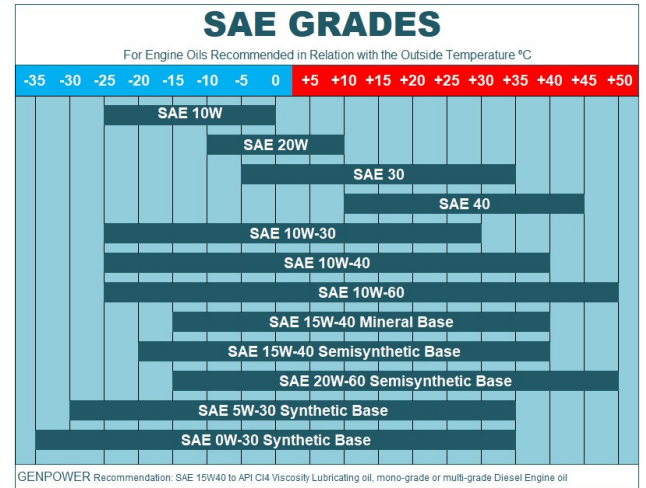 SAE GRADES
For Engine Oils Recommended in Relation with the Outside Temperature ºC
-35 -30 -25 -20 -15 -10 -5 0 +5 +10 +15 +20 +25 +30 +35 +40 +45 +50
SAE 10W
SAE 20W
SAE 30
SAE 40
SAE 10W-30
SAE 10W-40
SAE 10W-60
SAE 15W-40 Mineral Base
SAE 15W-40 Semisynthetic Base
SAE 20W-60 Semisynthetic Base
SAE 5W-30 Synthetic Base
SAE 0W-30 Synthetic Base
GENPOWER Recommendation: SAE 15W40 to API CI4 Viscosity Lubricating oil, mono-grade or multi-grade Diesel Engine oil